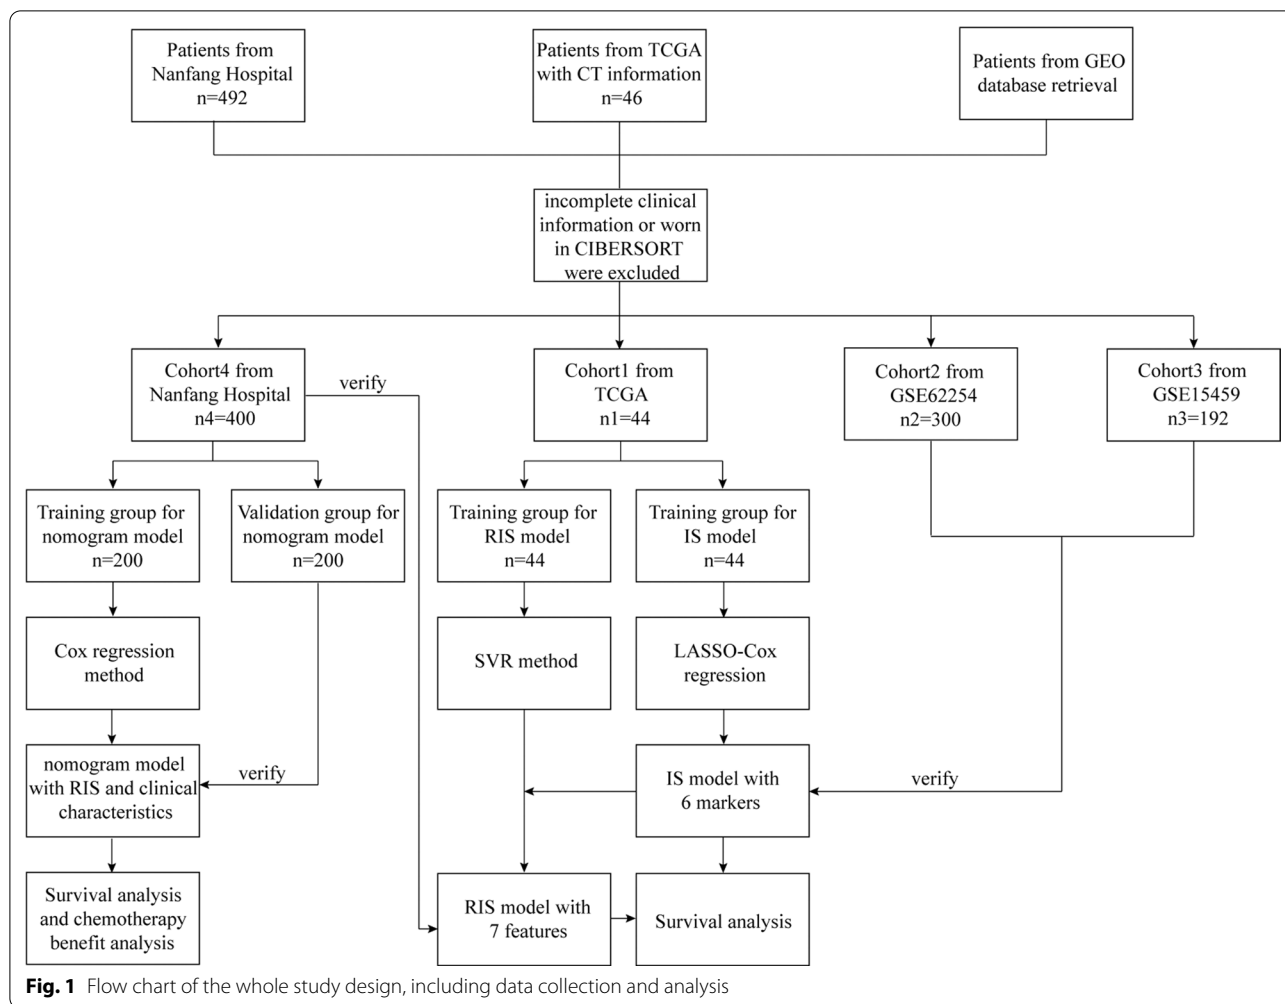 Patients from
Nanfang Hospital
n=492
Patients from TCGA
with CT information
n=46
Patients from GEO
database retrieval
incomplete clinical
information or worn
in CIBERSORT
were excluded
Cohort4 from
Nanfang Hospital
n4=400
verify
Cohort1 from
TCGA
n1=44
Cohort2 from
GSE62254
n2=300
Cohort3 from
GSE15459
n3=192
Training group for
nomogram model
n=200
Validation group for
nomogram model
n=200
Training group for
RIS model
n=44
Training group for
IS model
n=44
Cox regression
method
SVR method
LASSO-Cox
regression
nomogram model
with RIS and clinical
characteristics
verify
IS model with
6 markers
verify
Survival analysis
and chemotherapy
benefit analysis
RIS model with
7 features
Survival analysis
Fig. 1 Flow chart of the whole study design, including data collection and analysis